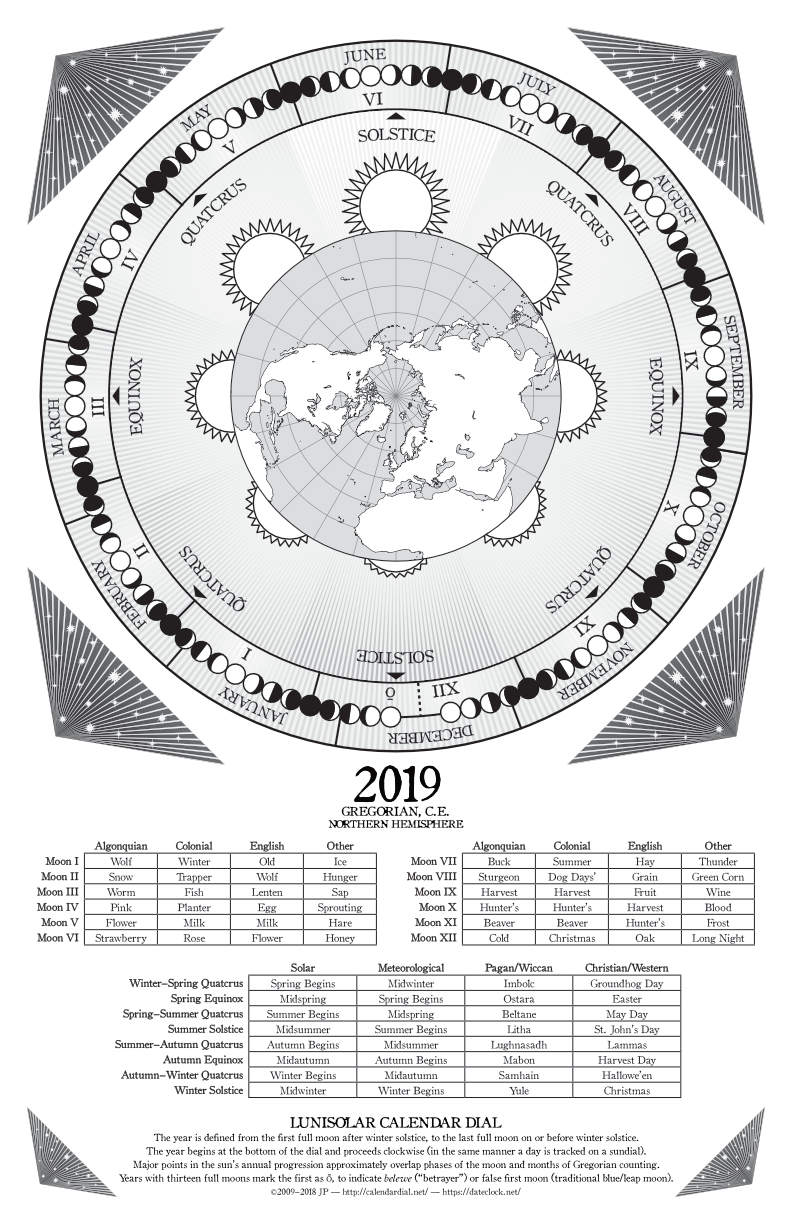 JUNE
VI
JULY
VII
AUGUST
VIII
SEPTEMBER
IX
OCTOBER
X
NOVEMBER
XI
DECEMBER
XII
ō
JANUARY
I
FEBRUARY
II
MARCH
III
APRIL
IV
MAY
V
SOLSTICE
QUATCRUS
EQUINOX
QUATCRUS
SOLSTICE
QUATCRUS
EQUINOX
QUATCRUS
2019
GREGORIAN, C.E.
NORTHERN HEMISPHERE
Algonquian Colonial English Other
Moon I Wolf Winter Old Ice
Moon II Snow Trapper Wolf Hunger
Moon III Worm Fish Lenten Sap
Moon IV Pink Planter Egg Sprouting
Moon V Flower Milk Milk Hare
Moon VI Strawberry Rose Flower Honey
Algonquian Colonial English Other
Moon VII Buck Summer Hay Thunder
Moon VIII Sturgeon Dog Days' Grain Green Corn
Moon IX Harvest Harvest Fruit Wine
Moon X Hunter's Hunter's Harvest Blood
Moon XI Beaver Beaver Hunter's Frost
Moon XII Cold Christmas Oak Long Night
Solar Meteorological Pagan/Wiccan Christian/Western
Winter–Spring Quatcrus Spring Begins Midwinter Imbolc Groundhog Day
Spring Equinox Midspring Spring Begins Ostara Easter
Spring–Summer Quatcrus Summer Begins Midspring Beltane May Day
Summer Solstice Midsummer Summer Begins Litha St. John's Day
Summer–Autumn Quatcrus Autumn Begins Midsummer Lughnasadh Lammas
Autumn Equinox Midautumn Autumn Begins Mabon Harvest Day
Autumn–Winter Quatcrus Winter Begins Midautumn Samhain Hallowe'en
Winter Solstice Midwinter Winter Begins Yule Christmas
LUNISOLAR CALENDAR DIAL
The year is defined from the first full moon after winter solstice, to the last full moon on or before winter solstice.
The year begins at the bottom of the dial and proceeds clockwise (in the same manner a day is tracked on a sundial).
Major points in the sun's annual progression approximately overlap phases of the moon and months of Gregorian counting.
Years with thirteen full moons mark the first as ō, to indicate belewe ("betrayer") or false first moon (traditional blue/leap moon).
©2009–2018 JP — http://calendardial.net/ — https://dateclock.net/